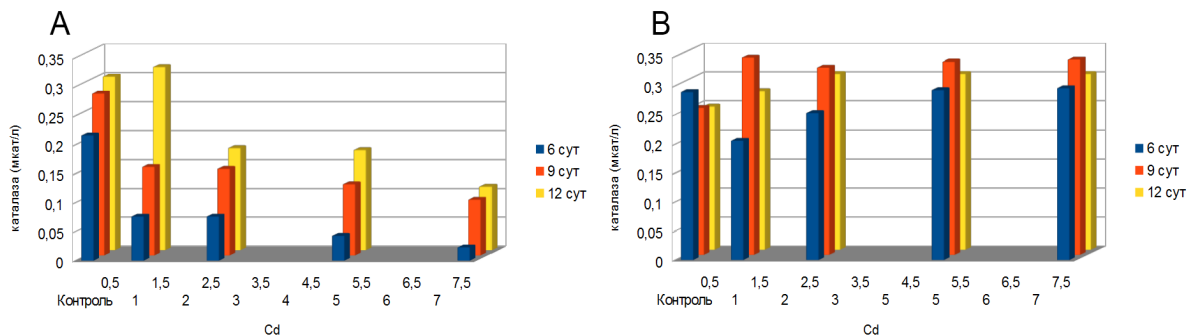 A
каталаза (мкат/л)
0,35
0,3
0,25
0,2
0,15
0,1
0,05
0
0,5 1,5 2,5 3,5 4,5 5,5 6,5 7,5
Контроль 1 2 3 4 5 6 7
Cd
6 сут
9 сут
12 сут
B
каталаза (мкат/л)
0,35
0,3
0,25
0,2
0,15
0,1
0,05
0
0,5 1,5 2,5 3,5 4,5 5,5 6,5 7,5
Контроль 1 2 3 5 5 6 7
Cd
6 сут
9 сут
12 сут